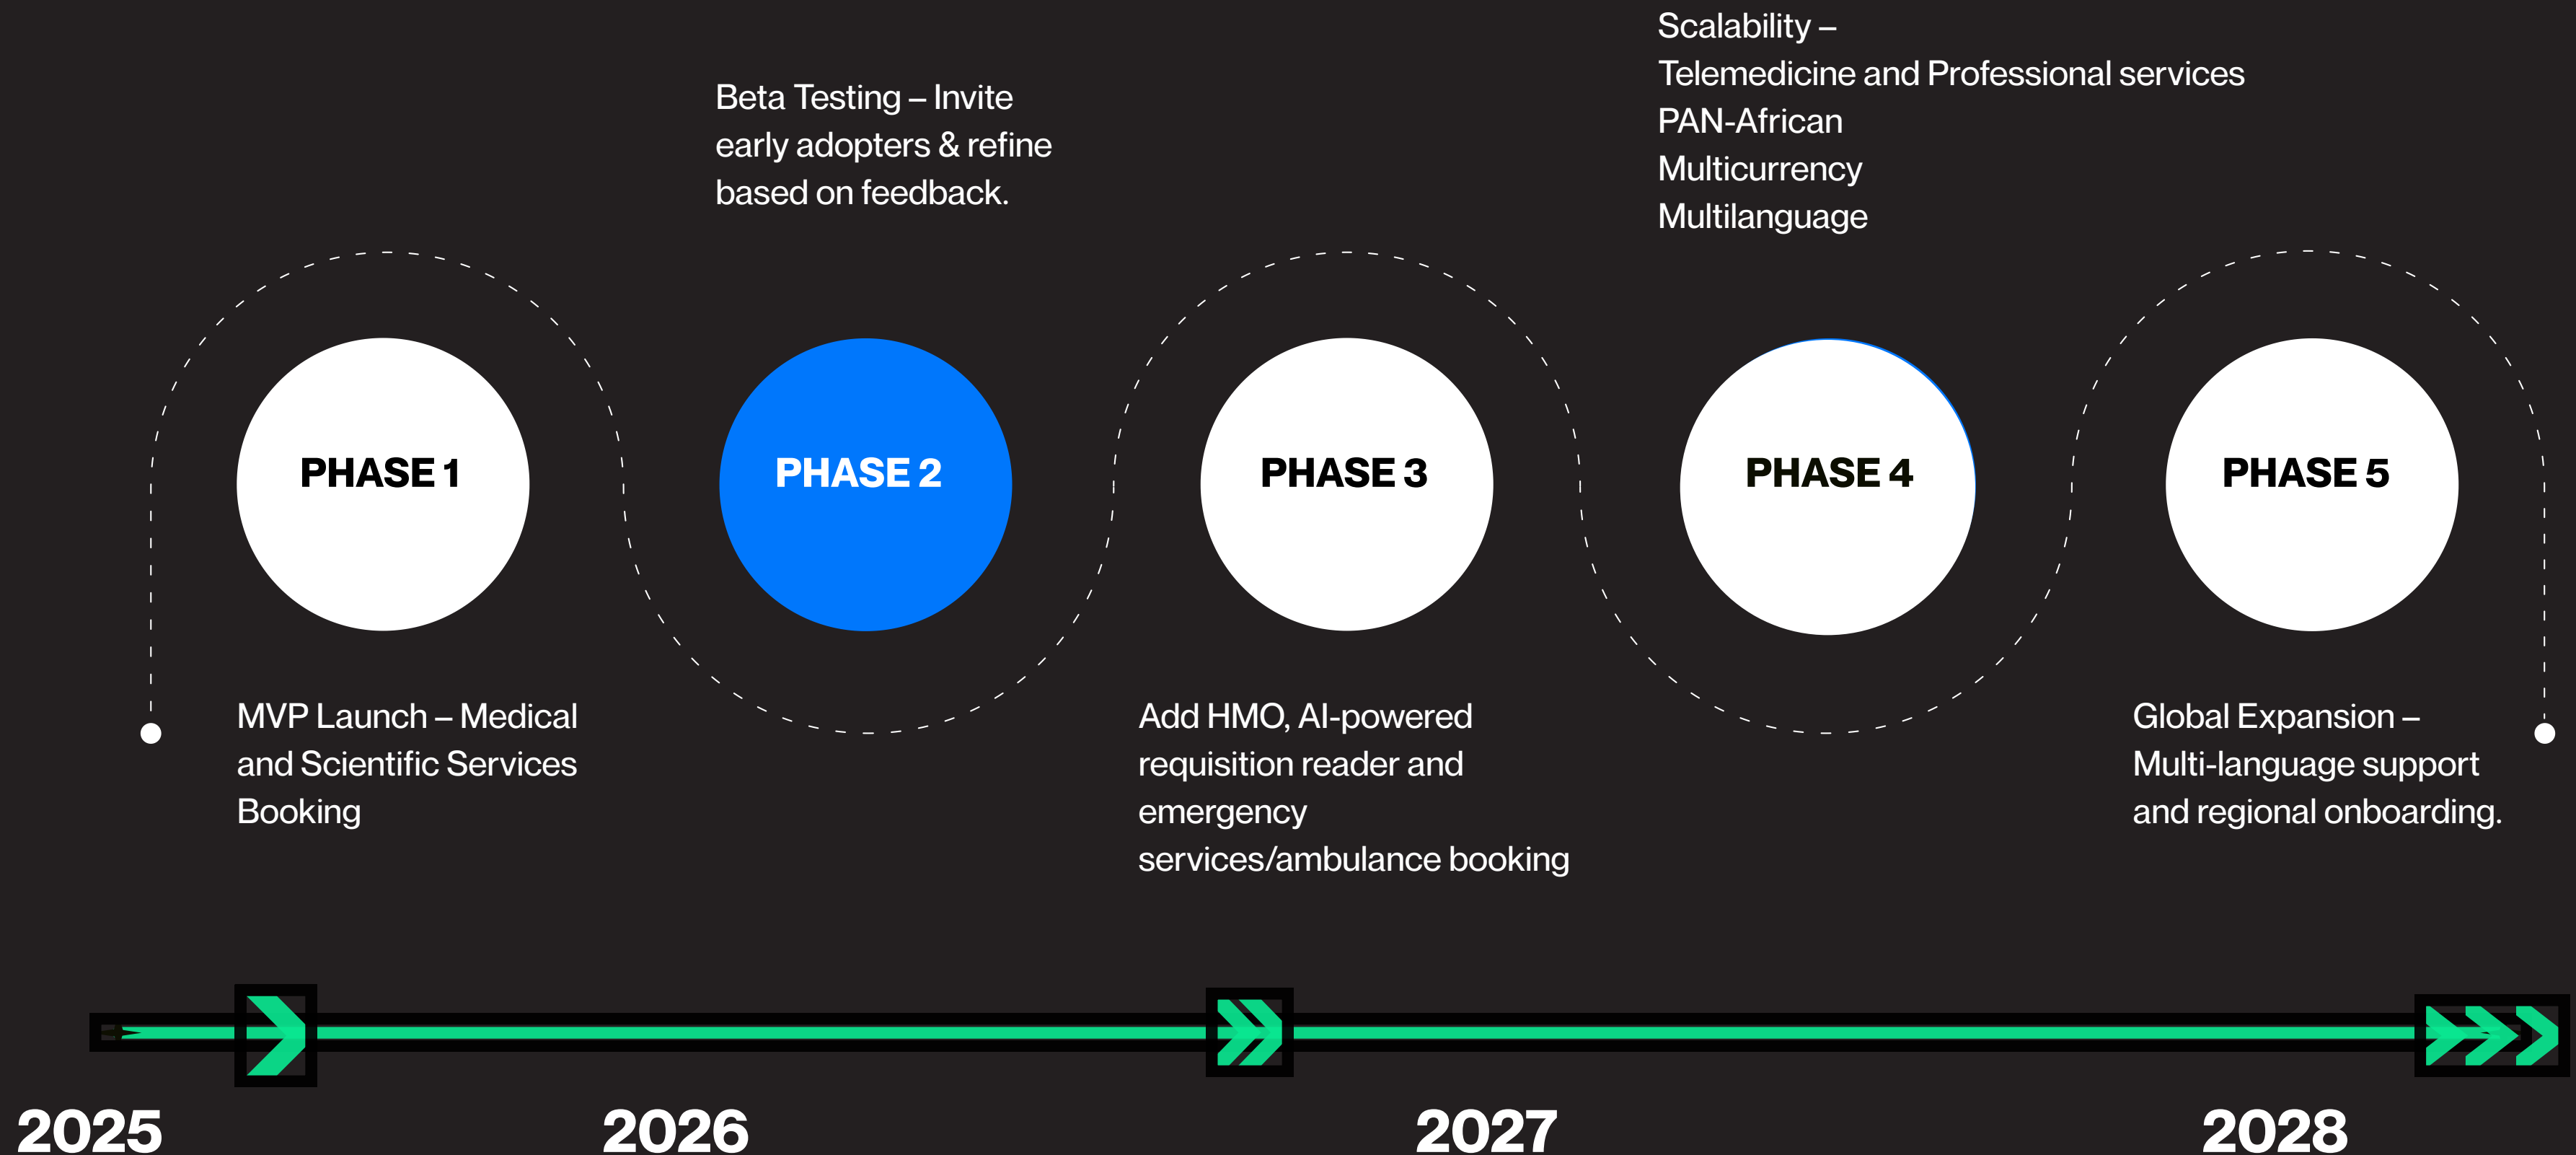 Scalability –
Telemedicine and Professional services
PAN-African
Multicurrency
Multilanguage
Beta Testing – Invite
early adopters & refine
based on feedback.
PHASE 1
PHASE 2
PHASE 3
PHASE 4
PHASE 5
MVP Launch – Medical
and Scientific Services
Booking
Add HMO, AI-powered
requisition reader and
emergency
services/ambulance booking
Global Expansion –
Multi-language support
and regional onboarding.
2025
2026
2027
2028